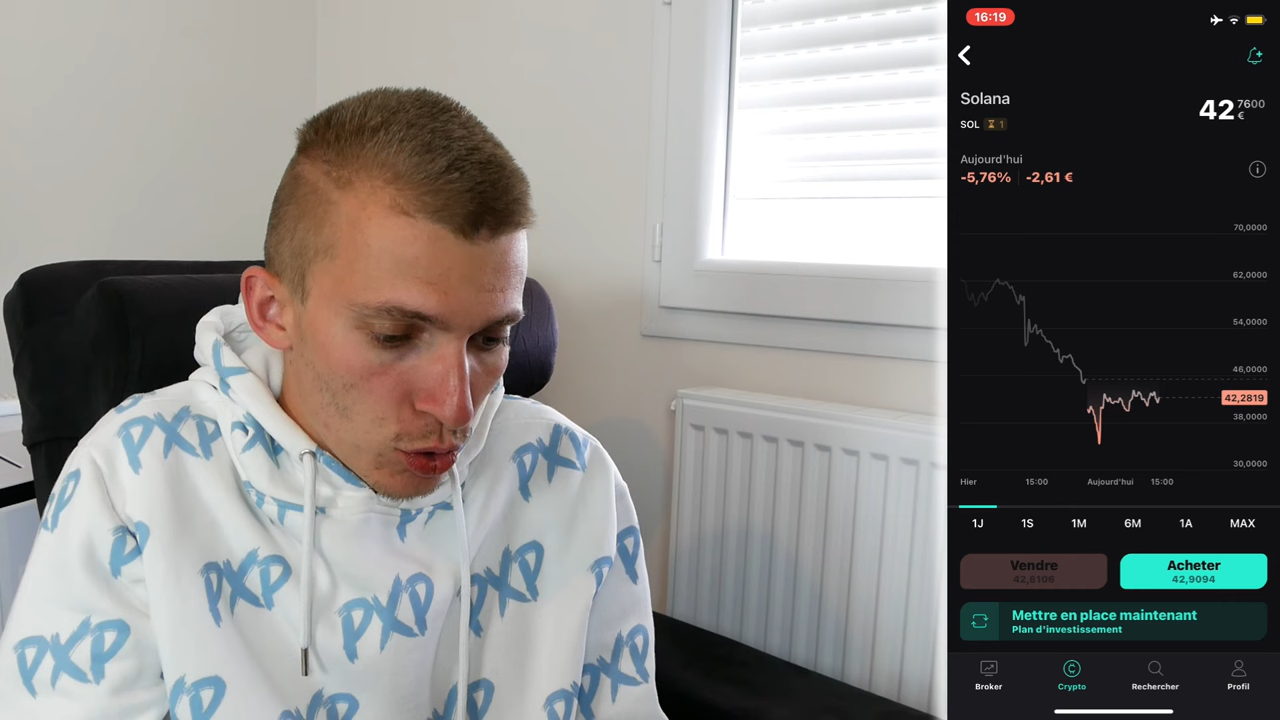 16:19
Solana
42 7600 €
SOL 1
Aujourd'hui
-5,76% -2,61 €
70,0000
62,0000
54,0000
46,0000
42,2819
38,0000
30,0000
Hier 15:00 Aujourd'hui 15:00
1J 1S 1M 6M 1A MAX
Vendre Acheter
42,9094
Mettre en place maintenant
Plan d'investissement
Broker Crypto Rechercher Profil
PXP
PXP
PXP
PXP
PXP
PXP
PXP